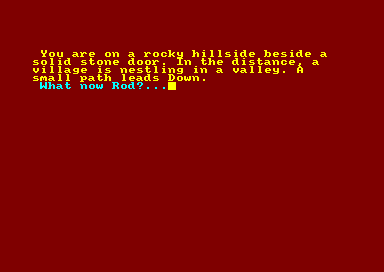 You are on a rocky hillside beside a
solid stone door. In the distance, a
village is nestling in a valley. A
small path leads Down.
What now Rod?...